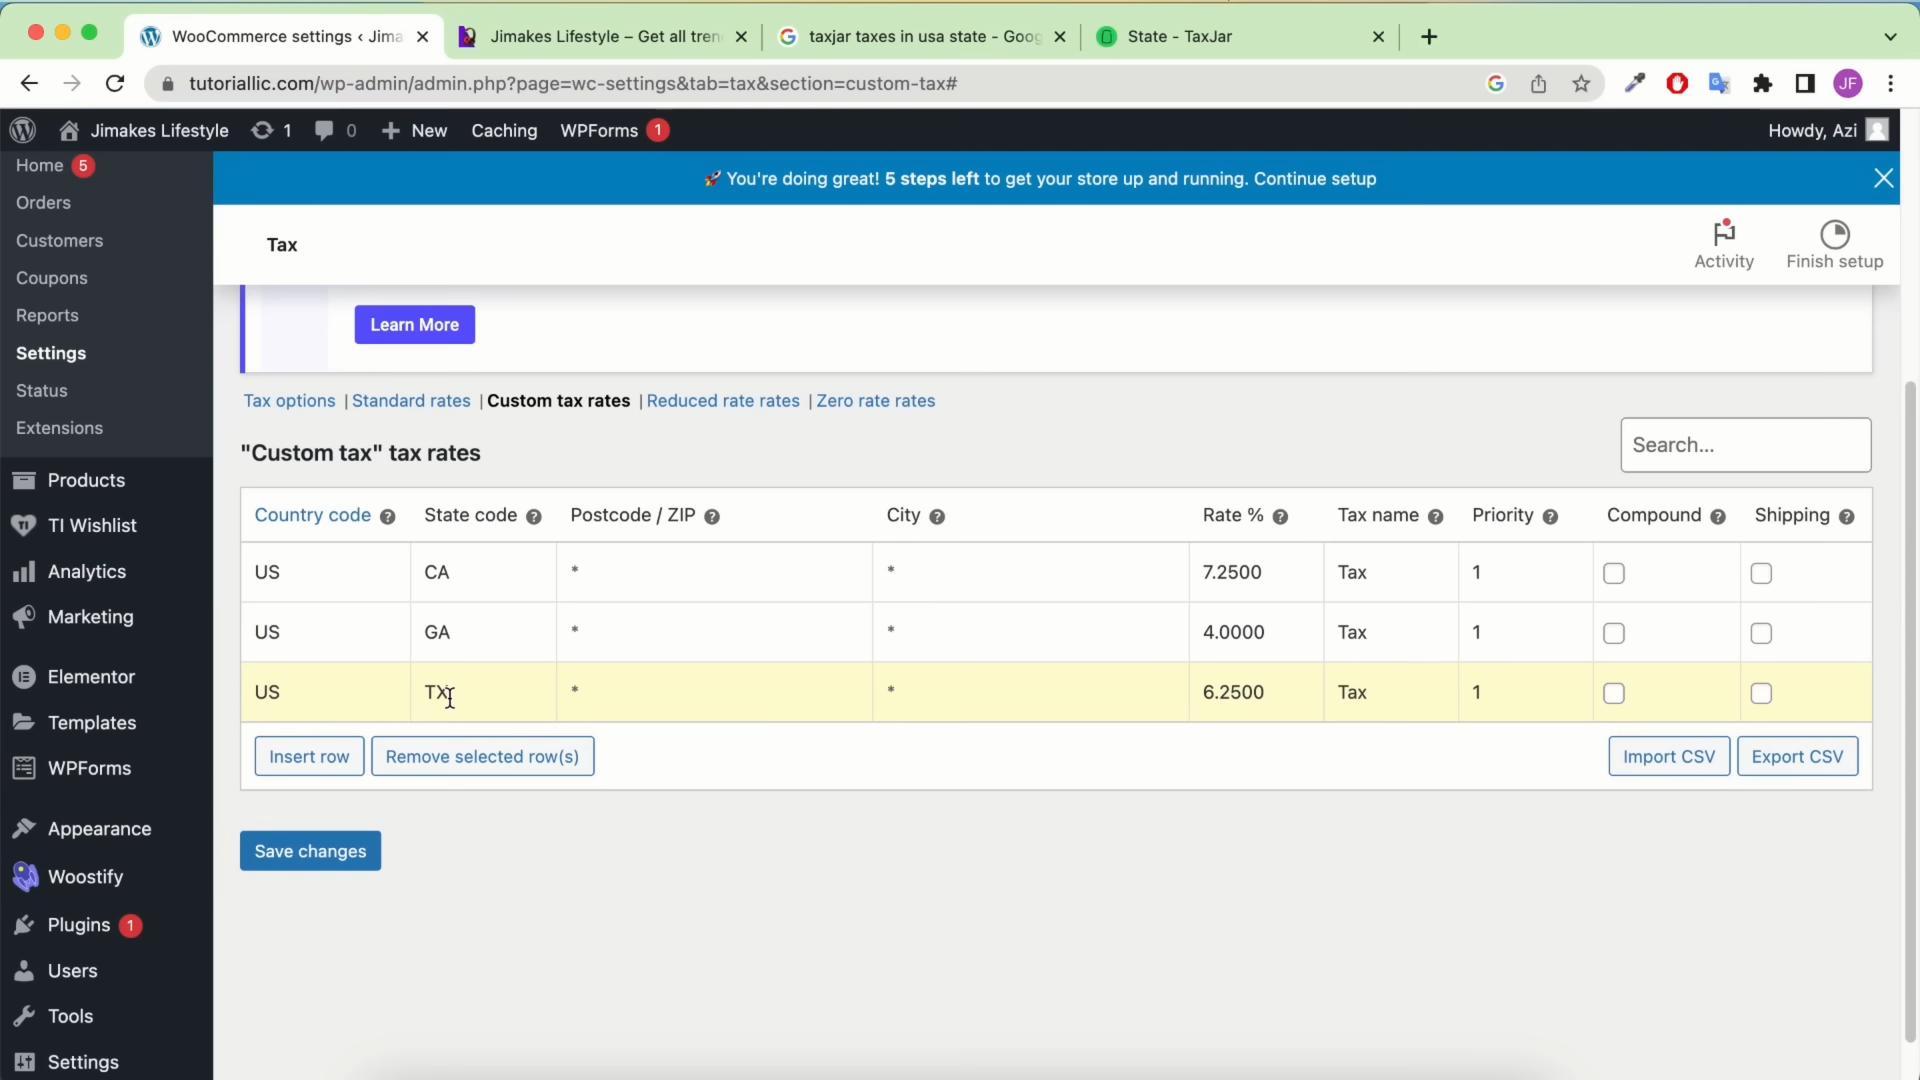 WooCommerce settings ‹ Jima
Jimakes Lifestyle – Get all tren
taxjar taxes in usa state - Goog
State - TaxJar
tutoriallic.com/wp-admin/admin.php?page=wc-settings&tab=tax&section=custom-tax#
JF
Jimakes Lifestyle
1
0
New
Caching
WPForms 1
Howdy, Azi
Home 5
Orders
Customers
Coupons
Reports
Settings
Status
Extensions
Products
TI Wishlist
Analytics
Marketing
Elementor
Templates
WPForms
Appearance
Woostify
Plugins 1
Users
Tools
Settings
🚀 You're doing great! 5 steps left to get your store up and running. Continue setup
Tax
Activity
Finish setup
Learn More
Tax options | Standard rates | Custom tax rates | Reduced rate rates | Zero rate rates
Search...
"Custom tax" tax rates
Country code ? State code ? Postcode / ZIP ? City ? Rate % ? Tax name ? Priority ? Compound ? Shipping ?
US CA * * 7.2500 Tax 1
US GA * * 4.0000 Tax 1
US TX * * 6.2500 Tax 1
Insert row
Remove selected row(s)
Import CSV
Export CSV
Save changes